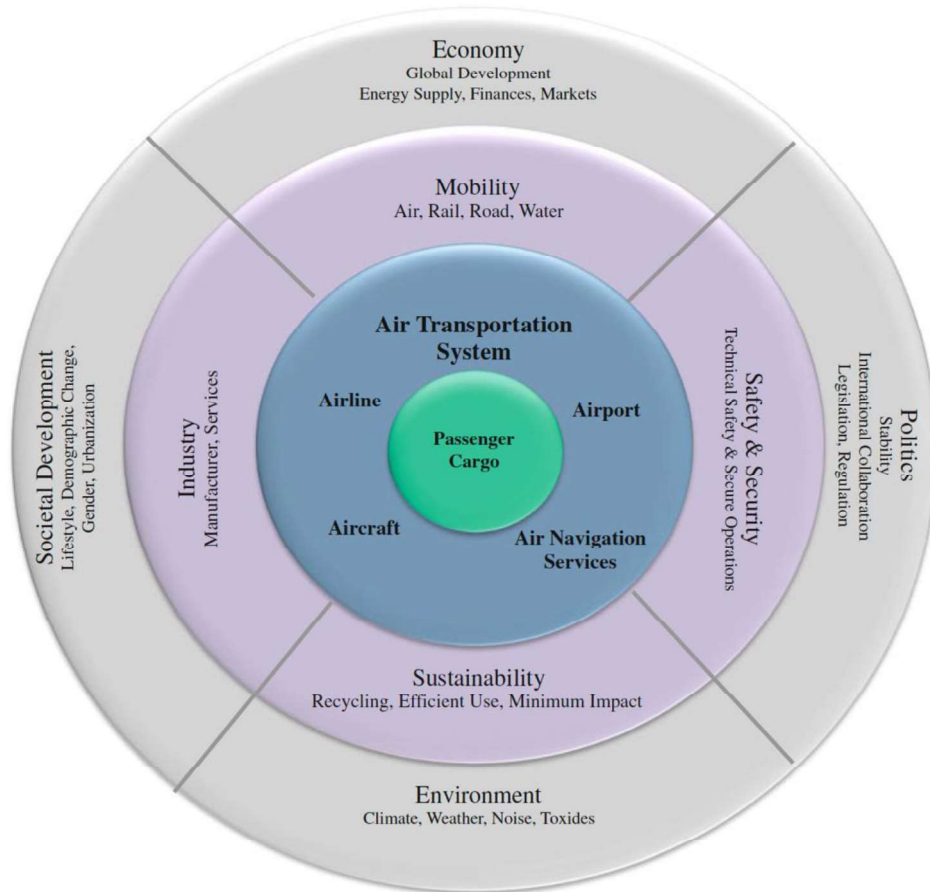 Economy
Global Development
Energy Supply, Finances, Markets
Mobility
Air, Rail, Road, Water
Air Transportation
System
Airline
Airport
Passenger
Cargo
Aircraft
Air Navigation
Services
Societal Development
Lifestyle, Demographic Change,
Gender, Urbanization
Industry
Manufacturer, Services
Safety & Security
Technical Safety & Secure Operations
Politics
Stability
International Collaboration
Legislation, Regulation
Sustainability
Recycling, Efficient Use, Minimum Impact
Environment
Climate, Weather, Noise, Toxides